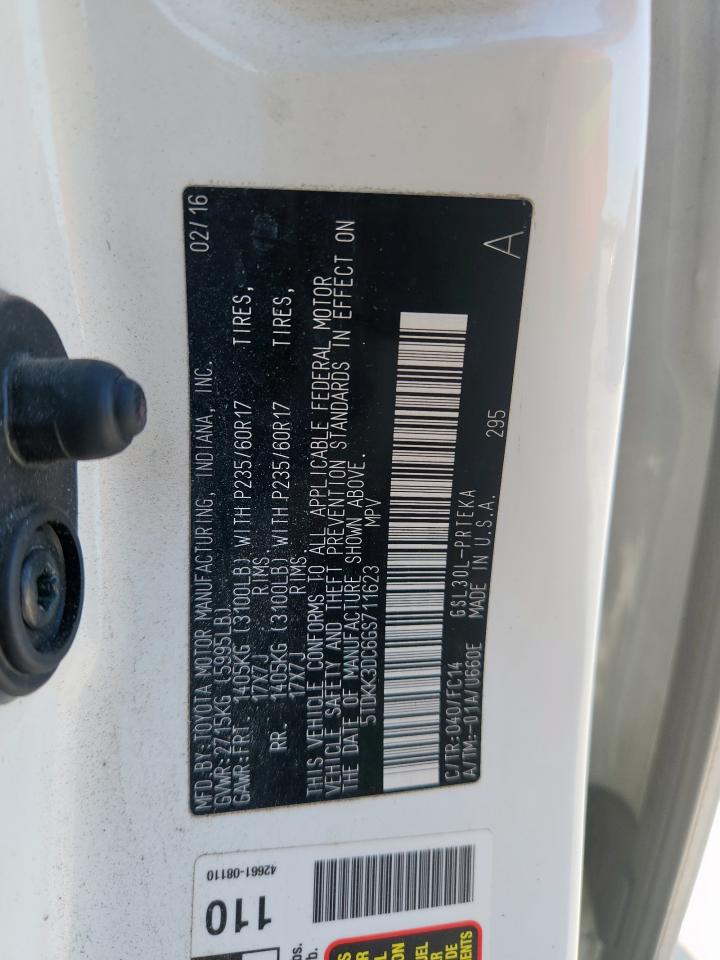 MFD.BY:TOYOTA MOTOR MANUFACTURING, INDIANA, INC. 02/16
GVWR:2715KG (5995LB)
GAWR:FRT. 1405KG (3100LB) WITH P235/60R17 TIRES,
17X7J RIMS.
RR. 1405KG (3100LB) WITH P235/60R17 TIRES,
17X7J RIMS.
THIS VEHICLE CONFORMS TO ALL APPLICABLE FEDERAL MOTOR
VEHICLE SAFETY AND THEFT PREVENTION STANDARDS IN EFFECT ON
THE DATE OF MANUFACTURE SHOWN ABOVE.
5TDKK3DC6GS711623 MPV
C/TR:040/FC14 GSL30L-PRTEKA 295 A
A/TM:-01A/U660E MADE IN U.S.A.
42661-08110
110